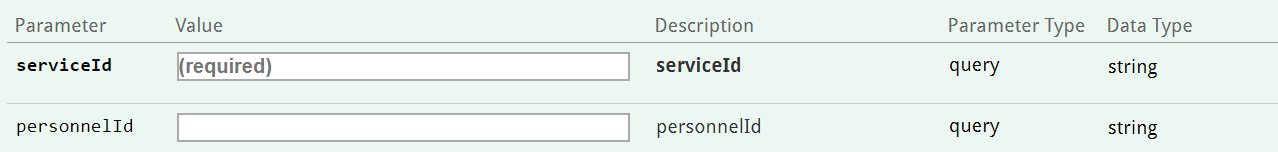 Parameter Value Description Parameter Type Data Type
serviceId (required) serviceId query string
personnelId personnelId query string